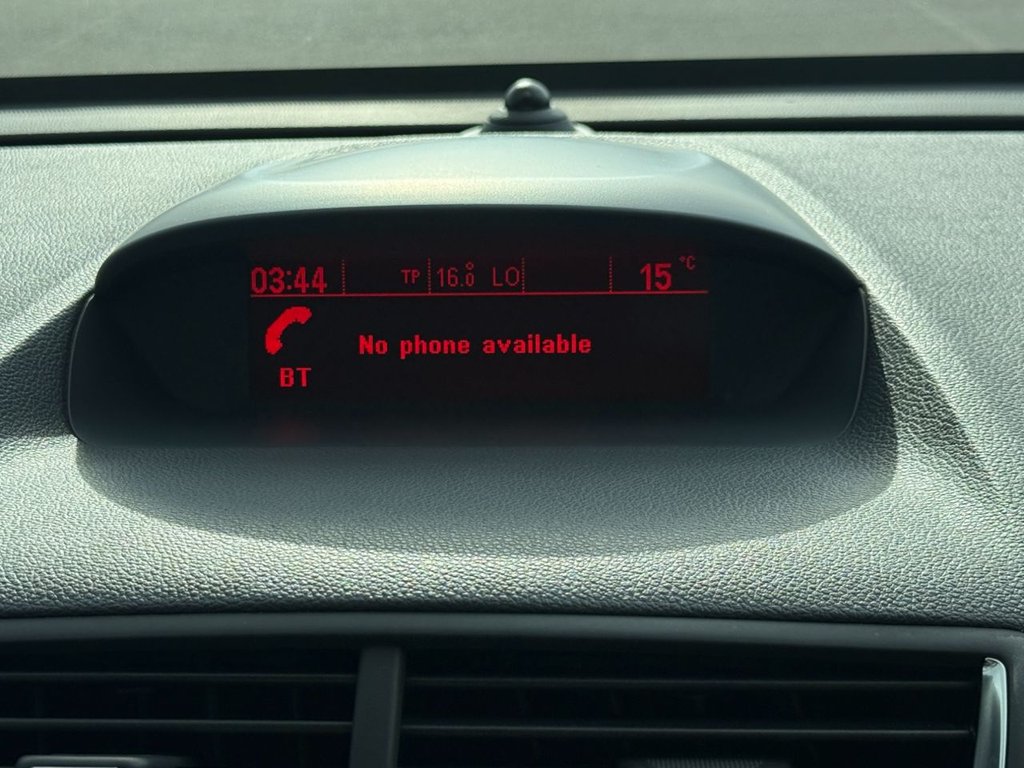 03:44 TP 16.0° LO 15 °C
No phone available
BT